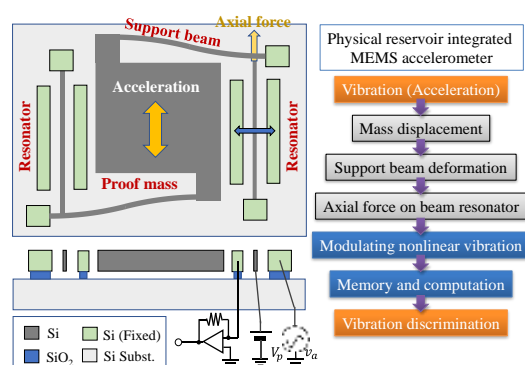 Support beam
Axial force
Acceleration
Resonator
Resonator
Proof mass
Si
Si (Fixed)
SiO₂
Si Subst.
Vₚ
vₐ
Physical reservoir integrated
MEMS accelerometer
Vibration (Acceleration)
Mass displacement
Support beam deformation
Axial force on beam resonator
Modulating nonlinear vibration
Memory and computation
Vibration discrimination